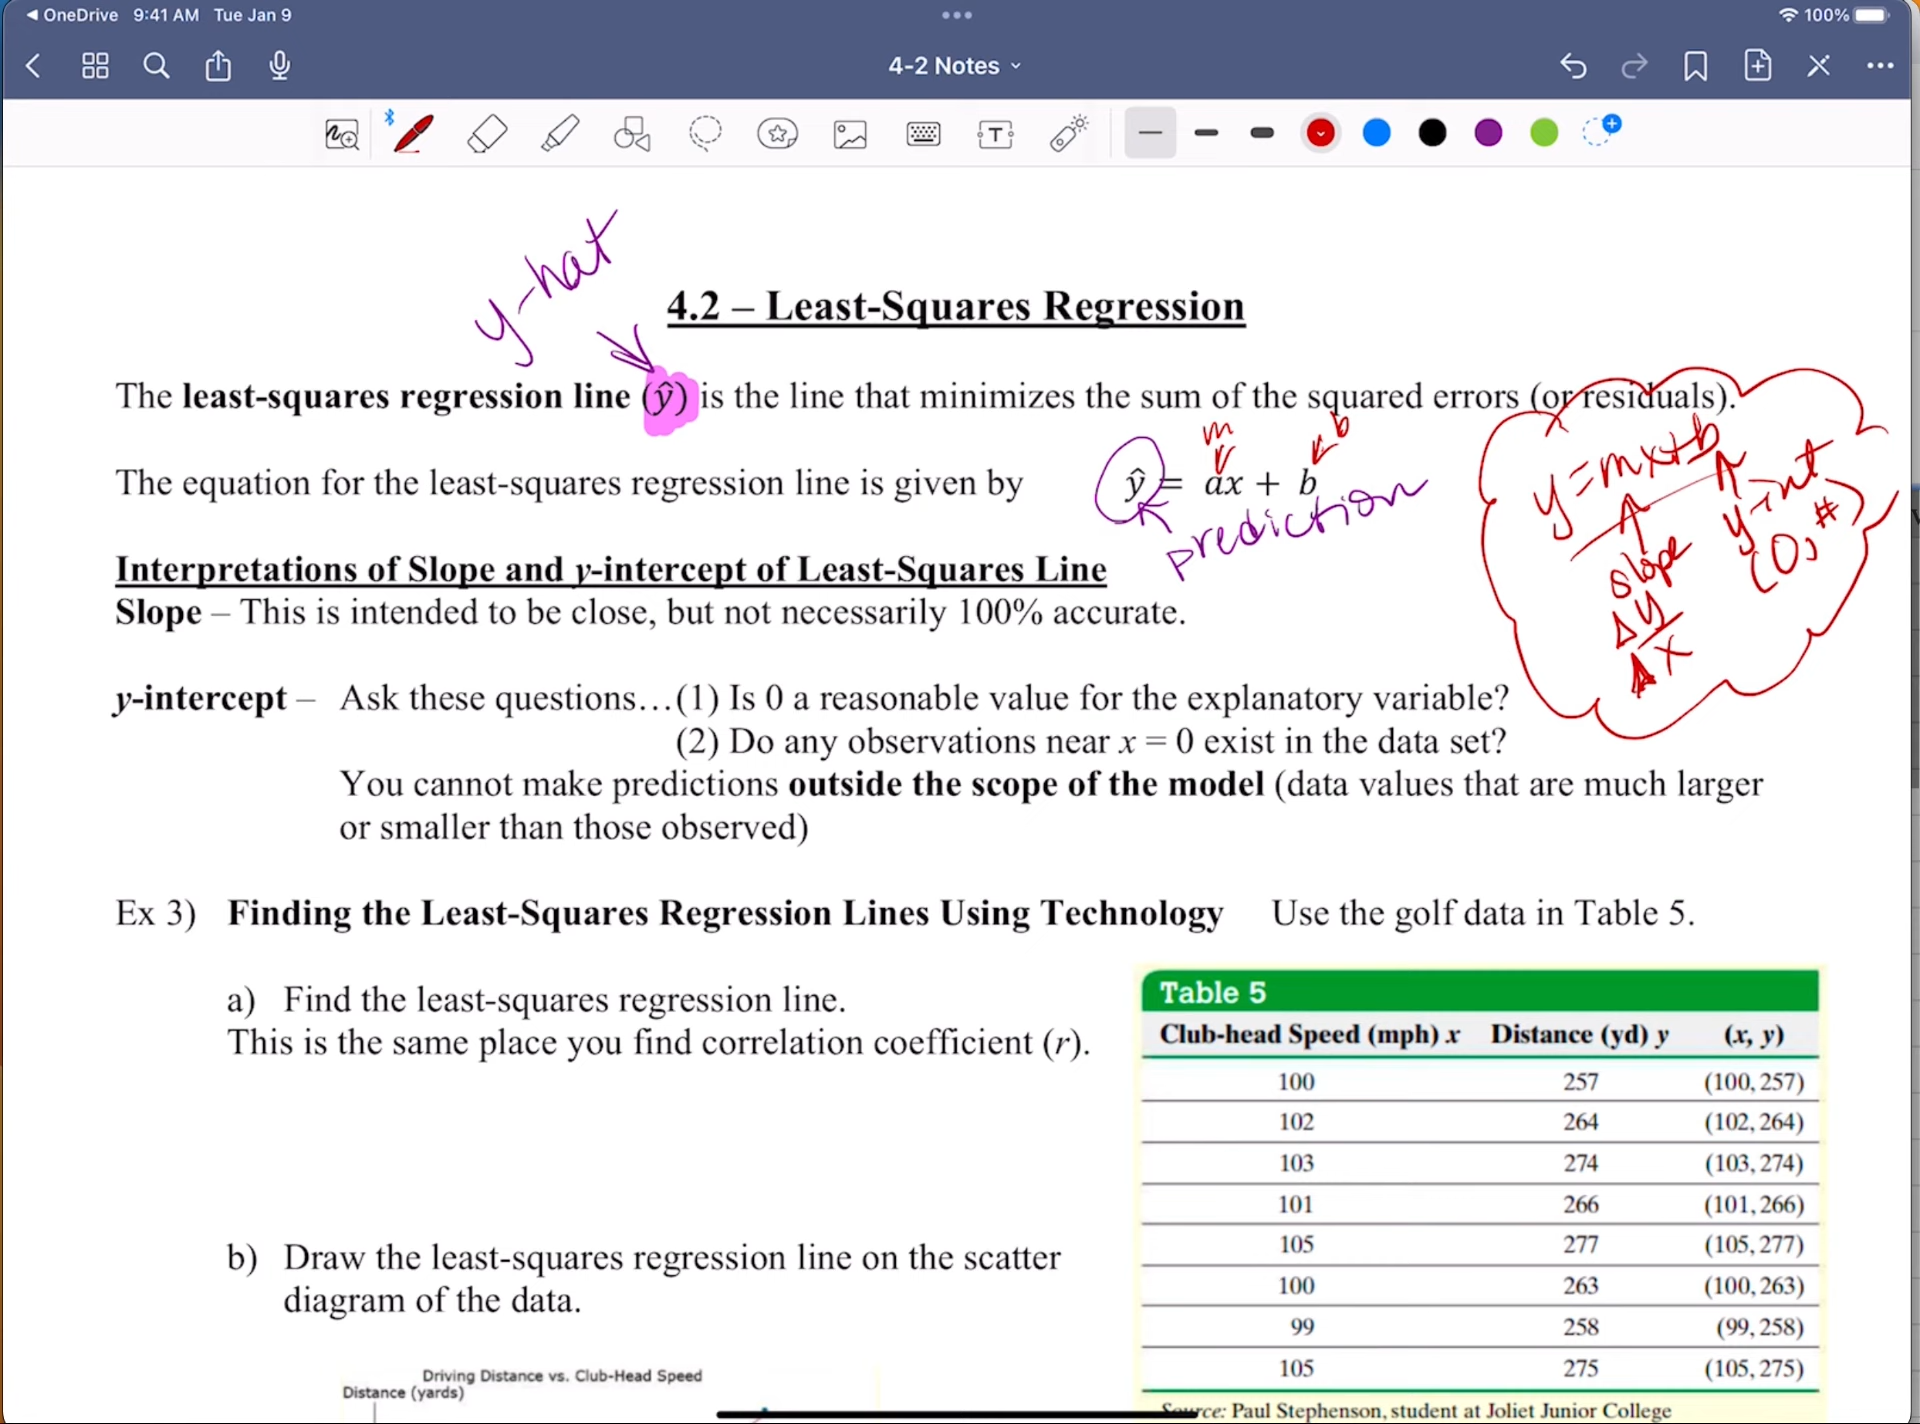 OneDrive 9:41 AM Tue Jan 9
100%
4-2 Notes
T
y-hat
4.2 – Least-Squares Regression
The least-squares regression line (ŷ) is the line that minimizes the sum of the squared errors (or residuals).
m
b
The equation for the least-squares regression line is given by ŷ = ax + b
prediction
y=mx+b
slope
Δy
Δx
y-int
(0, #)
Interpretations of Slope and y-intercept of Least-Squares Line
Slope – This is intended to be close, but not necessarily 100% accurate.
y-intercept – Ask these questions…(1) Is 0 a reasonable value for the explanatory variable?
(2) Do any observations near x = 0 exist in the data set?
You cannot make predictions outside the scope of the model (data values that are much larger
or smaller than those observed)
Ex 3) Finding the Least-Squares Regression Lines Using Technology Use the golf data in Table 5.
a) Find the least-squares regression line.
This is the same place you find correlation coefficient (r).
b) Draw the least-squares regression line on the scatter
diagram of the data.
Driving Distance vs. Club-Head Speed
Distance (yards)
Table 5
Club-head Speed (mph) x Distance (yd) y (x, y)
100 257 (100, 257)
102 264 (102, 264)
103 274 (103, 274)
101 266 (101, 266)
105 277 (105, 277)
100 263 (100, 263)
99 258 (99, 258)
105 275 (105, 275)
Source: Paul Stephenson, student at Joliet Junior College